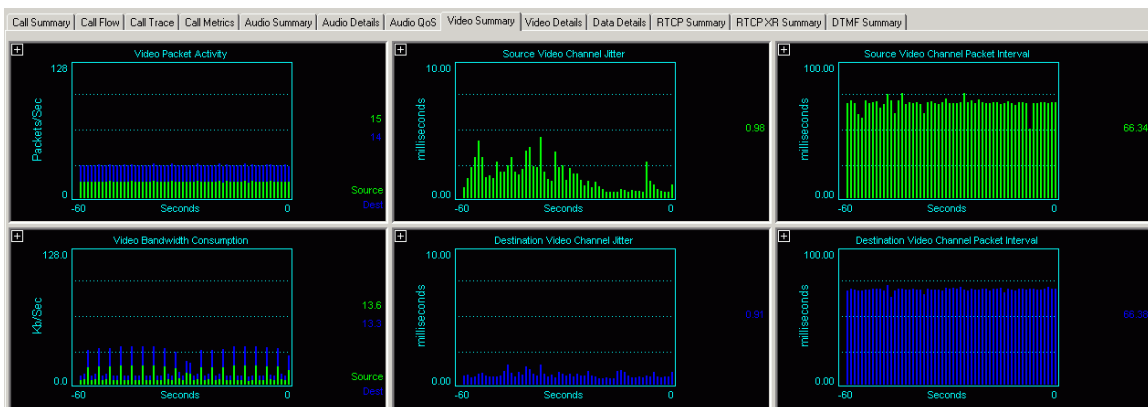 Call Summary Call Flow Call Trace Call Metrics Audio Summary Audio Details Audio QoS Video Summary Video Details Data Details RTCP Summary RTCP XR Summary DTMF Summary
Video Packet Activity
128
Packets/Sec
15
14
Source
Dest
0
-60 Seconds 0
Source Video Channel Jitter
10.00
milliseconds
0.98
0.00
-60 Seconds 0
Source Video Channel Packet Interval
100.00
milliseconds
66.34
0.00
-60 Seconds 0
Video Bandwidth Consumption
128.0
Kb/Sec
13.6
13.3
Source
Dest
0.0
-60 Seconds 0
Destination Video Channel Jitter
10.00
milliseconds
0.91
0.00
-60 Seconds 0
Destination Video Channel Packet Interval
100.00
milliseconds
66.38
0.00
-60 Seconds 0